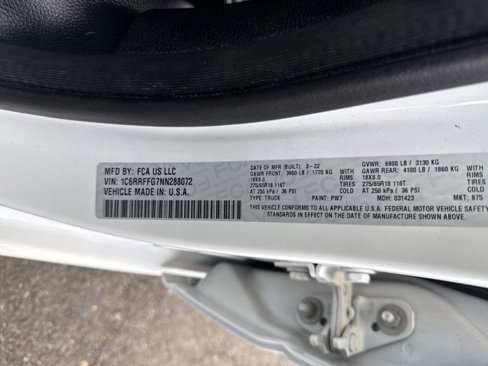 MFD BY: FCA US LLC
VIN: 1C6RRFFG7NN288072
VEHICLE MADE IN U.S.A.
DATE OF MFR (BUILT): 3-22
GVWR: 6900 LB / 3130 KG
GAWR FRONT: 3900 LB / 1770 KG WITH
GAWR REAR: 4100 LB / 1860 KG WITH
18X8.0 RIMS
18X8.0 RIMS
275/65R18 116T TIRES
275/65R18 116T TIRES
AT 250 kPa / 36 PSI COLD
AT 250 kPa / 36 PSI COLD
TYPE: TRUCK PAINT: PW7 MDH: 031423 MKT: 875
THIS VEHICLE CONFORMS TO ALL APPLICABLE U.S.A. FEDERAL MOTOR VEHICLE SAFETY
STANDARDS IN EFFECT ON THE DATE OF MANUFACTURE SHOWN ABOVE.